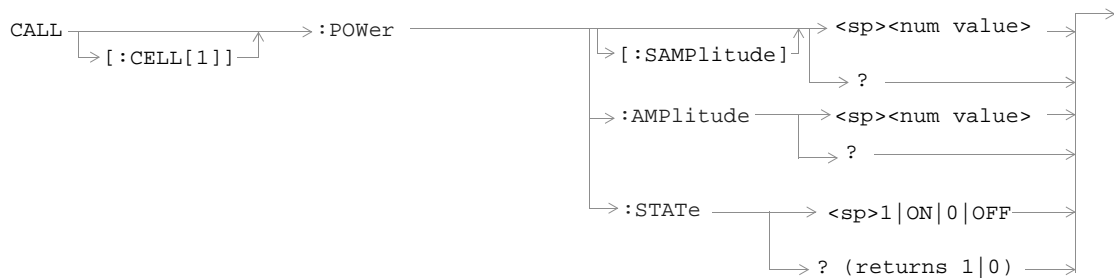 CALL :POWer <sp><num value>
[:CELL[1]] [:SAMPlitude]
?
:AMPlitude <sp><num value>
?
:STATe <sp>1|ON|0|OFF
? (returns 1|0)